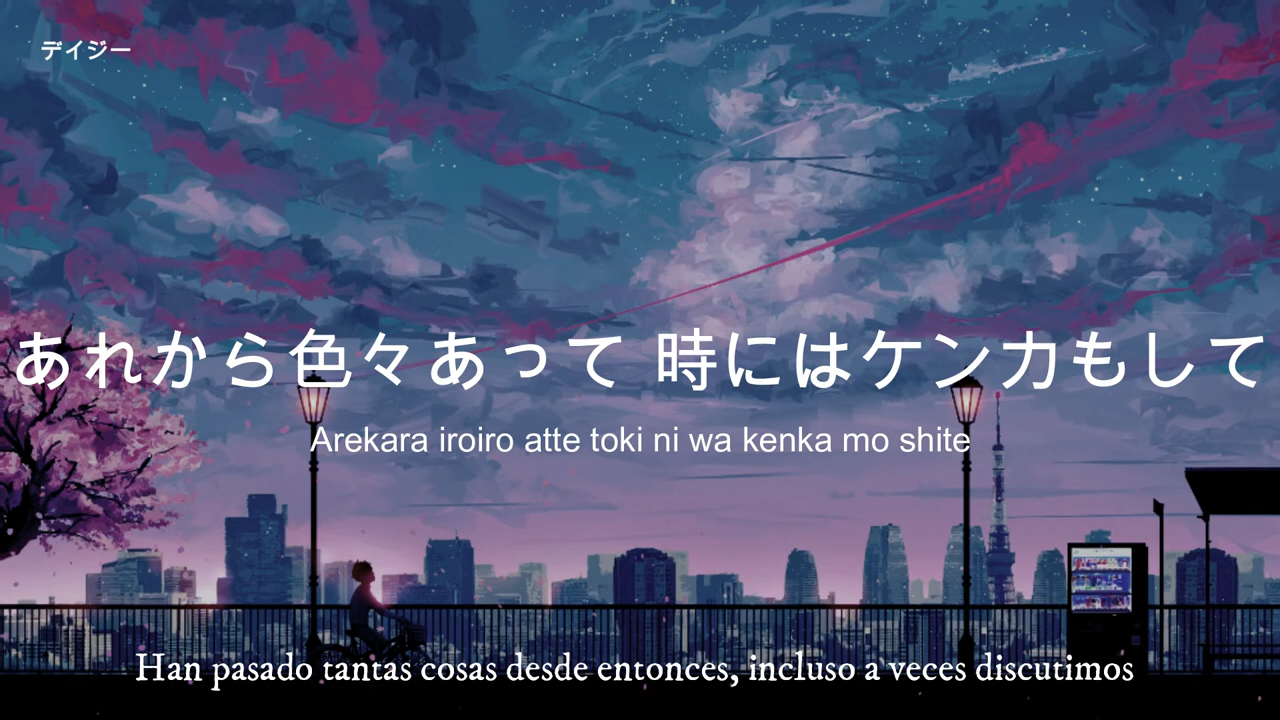 デイジー
あれから色々あって 時にはケンカもして
Arekara iroiro atte toki ni wa kenka mo shite
Han pasado tantas cosas desde entonces, incluso a veces discutimos